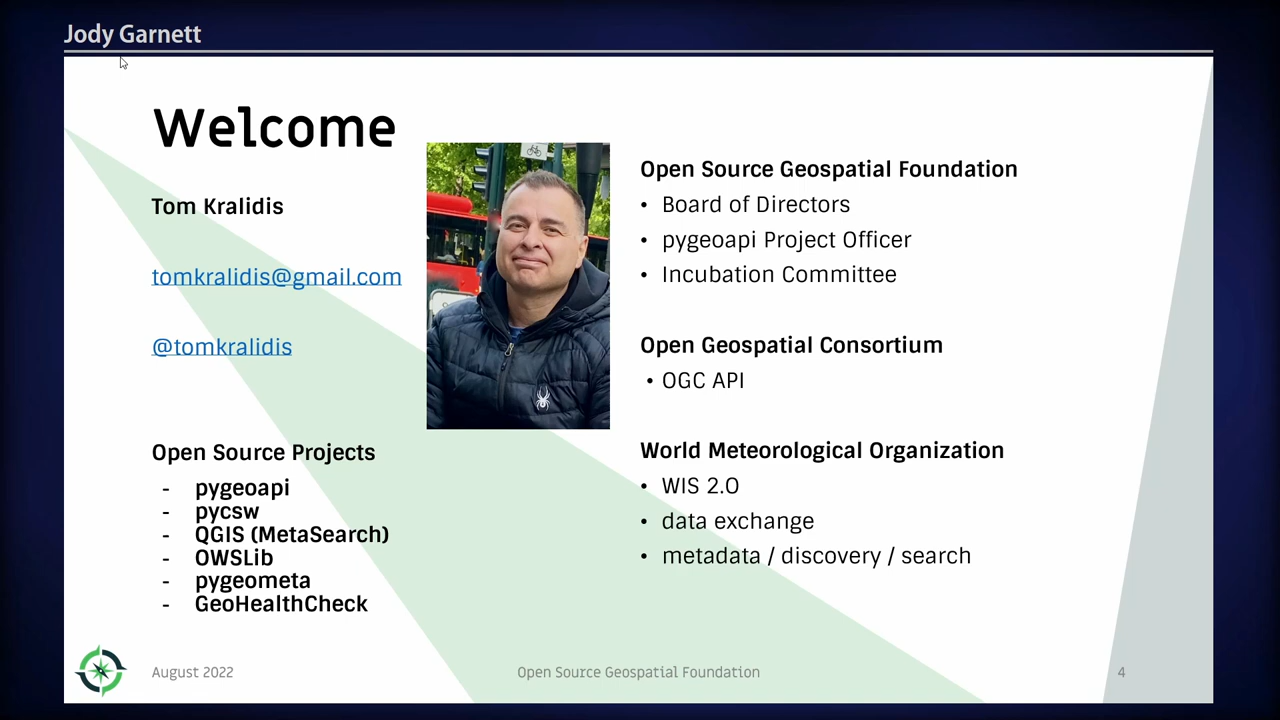 Jody Garnett
Welcome
Tom Kralidis
tomkralidis@gmail.com
@tomkralidis
Open Source Projects
- pygeoapi
- pycsw
- QGIS (MetaSearch)
- OWSLib
- pygeometa
- GeoHealthCheck
Open Source Geospatial Foundation
• Board of Directors
• pygeoapi Project Officer
• Incubation Committee
Open Geospatial Consortium
• OGC API
World Meteorological Organization
• WIS 2.0
• data exchange
• metadata / discovery / search
August 2022
Open Source Geospatial Foundation
4